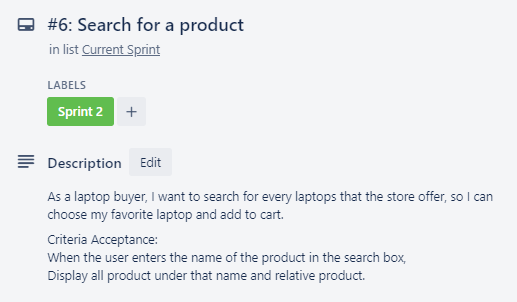 #6: Search for a product
in list Current Sprint
LABELS
Sprint 2 +
Description Edit
As a laptop buyer, I want to search for every laptops that the store offer, so I can
choose my favorite laptop and add to cart.
Criteria Acceptance:
When the user enters the name of the product in the search box,
Display all product under that name and relative product.